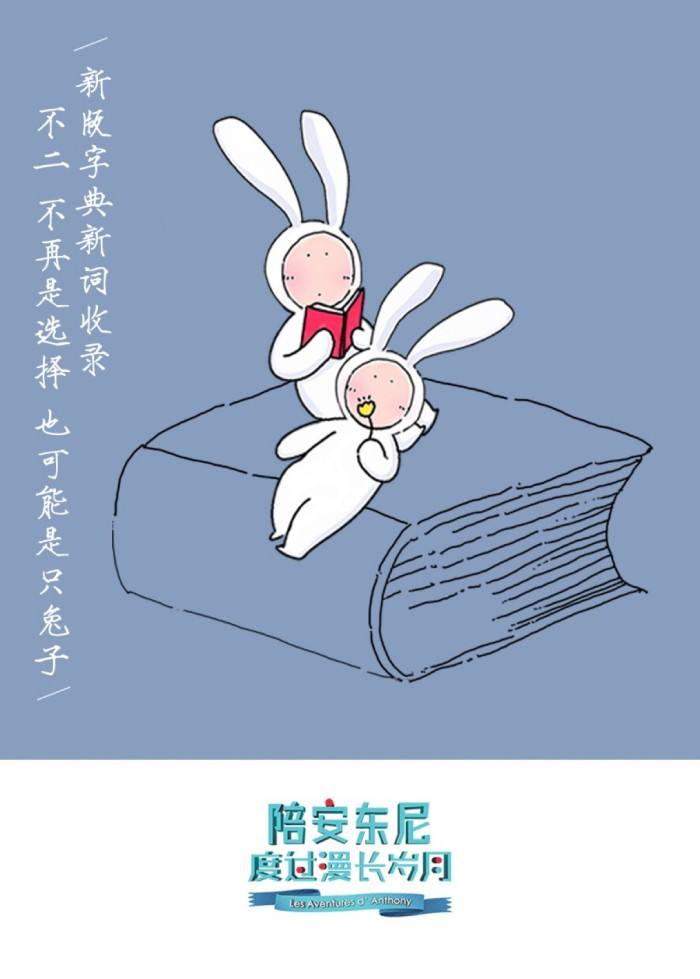 新版字典新词收录
不二 不再是选择 也可能是只兔子
陪安东尼
度过漫长岁月
Les Aventures d' Anthony